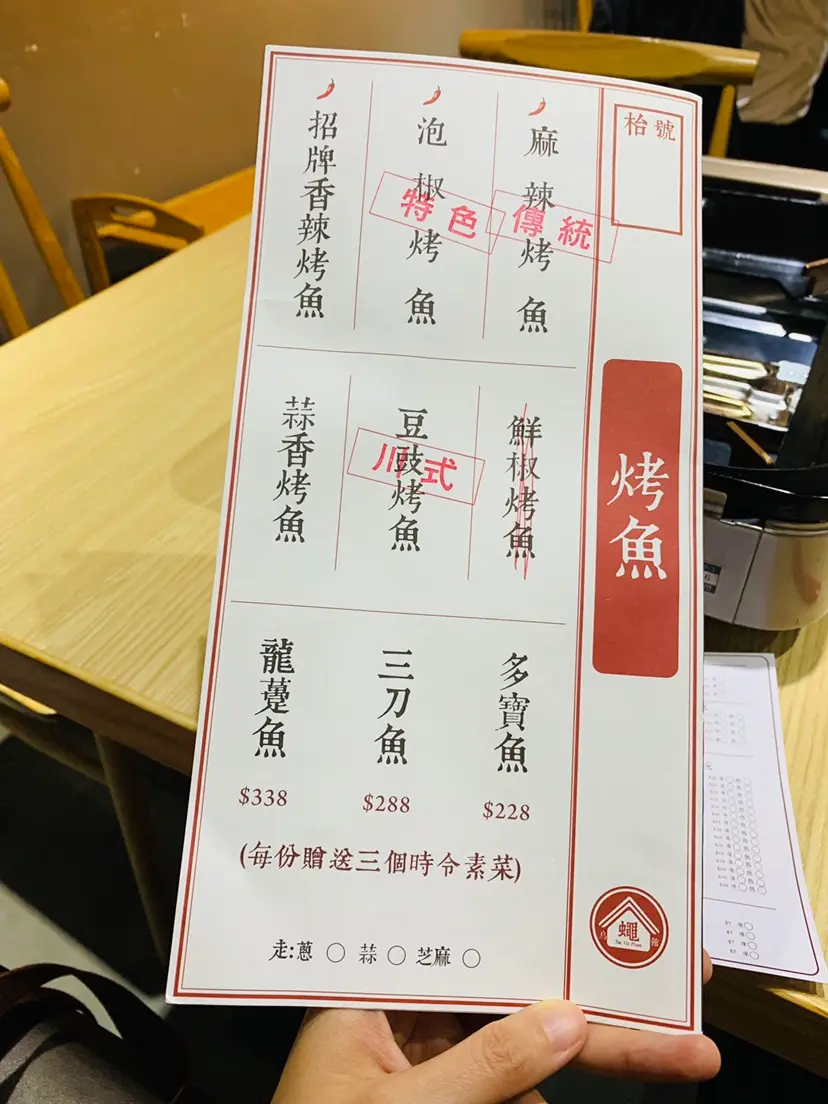 枱號
烤魚
麻辣烤魚
傳統
泡椒烤魚
特色
招牌香辣烤魚
鮮椒烤魚
豆豉烤魚
川式
蒜香烤魚
多寶魚
$228
三刀魚
$288
龍躉魚
$338
(每份贈送三個時令素菜)
走:蔥 ○ 蒜 ○ 芝麻 ○
蠅